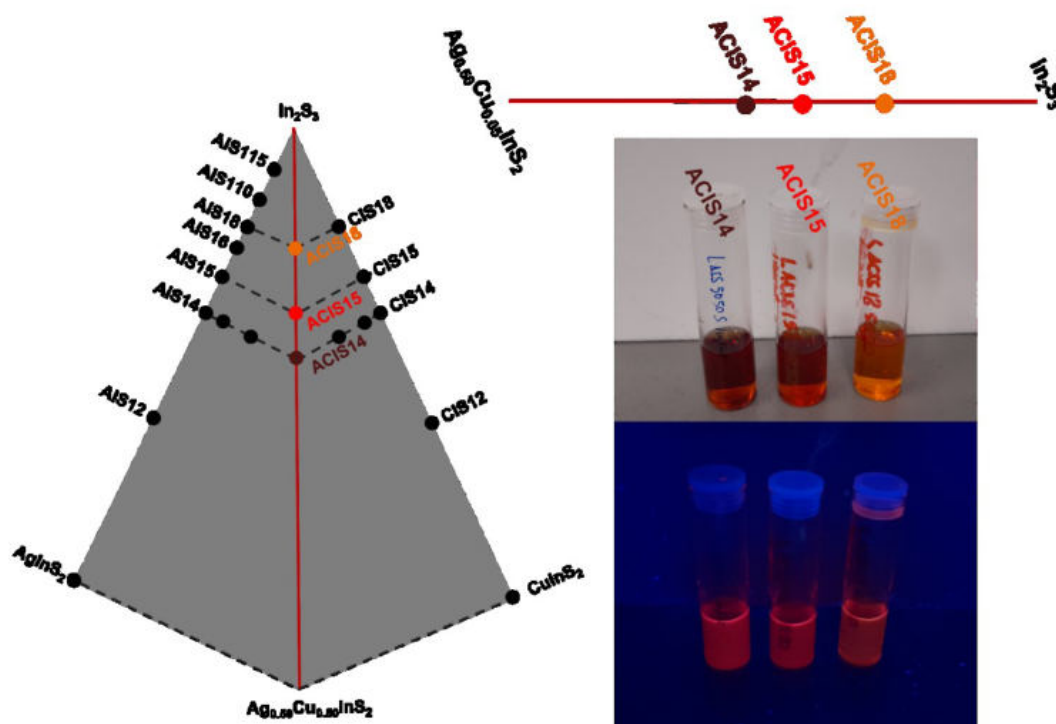 Ag0.50Cu0.05InS2
ACIS14
ACIS15
ACIS18
In2S3
In2S3
AIS115
AIS110
AIS18
AIS16
AIS15
AIS14
AIS12
AgInS2
CIS18
CIS15
CIS14
CIS12
CuInS2
ACIS18
ACIS15
ACIS14
Ag0.50Cu0.50InS2
ACIS14
ACIS15
ACIS18